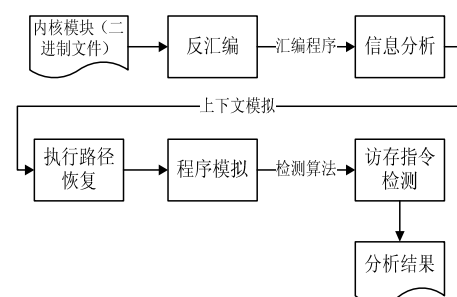 内核模块（二
进制文件）
反汇编
汇编程序
信息分析
上下文模拟
执行路径
恢复
程序模拟
检测算法
访存指令
检测
分析结果